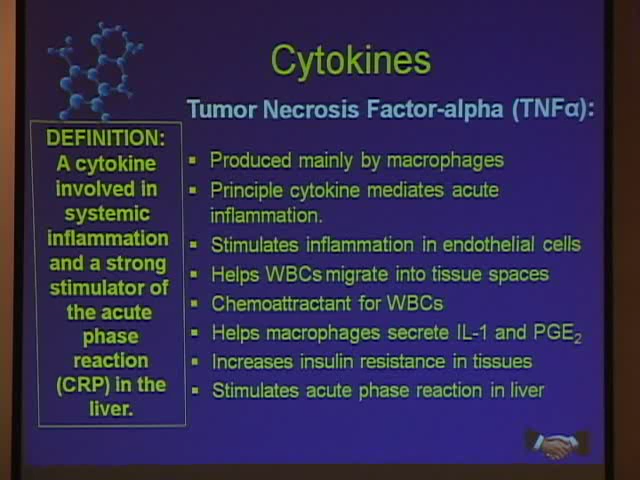 Cytokines
Tumor Necrosis Factor-alpha (TNFα):
DEFINITION:
A cytokine
involved in
systemic
inflammation
and a strong
stimulator of
the acute
phase
reaction
(CRP) in the
liver.
▪ Produced mainly by macrophages
▪ Principle cytokine mediates acute
inflammation.
▪ Stimulates inflammation in endothelial cells
▪ Helps WBCs migrate into tissue spaces
▪ Chemoattractant for WBCs
▪ Helps macrophages secrete IL-1 and PGE2
▪ Increases insulin resistance in tissues
▪ Stimulates acute phase reaction in liver